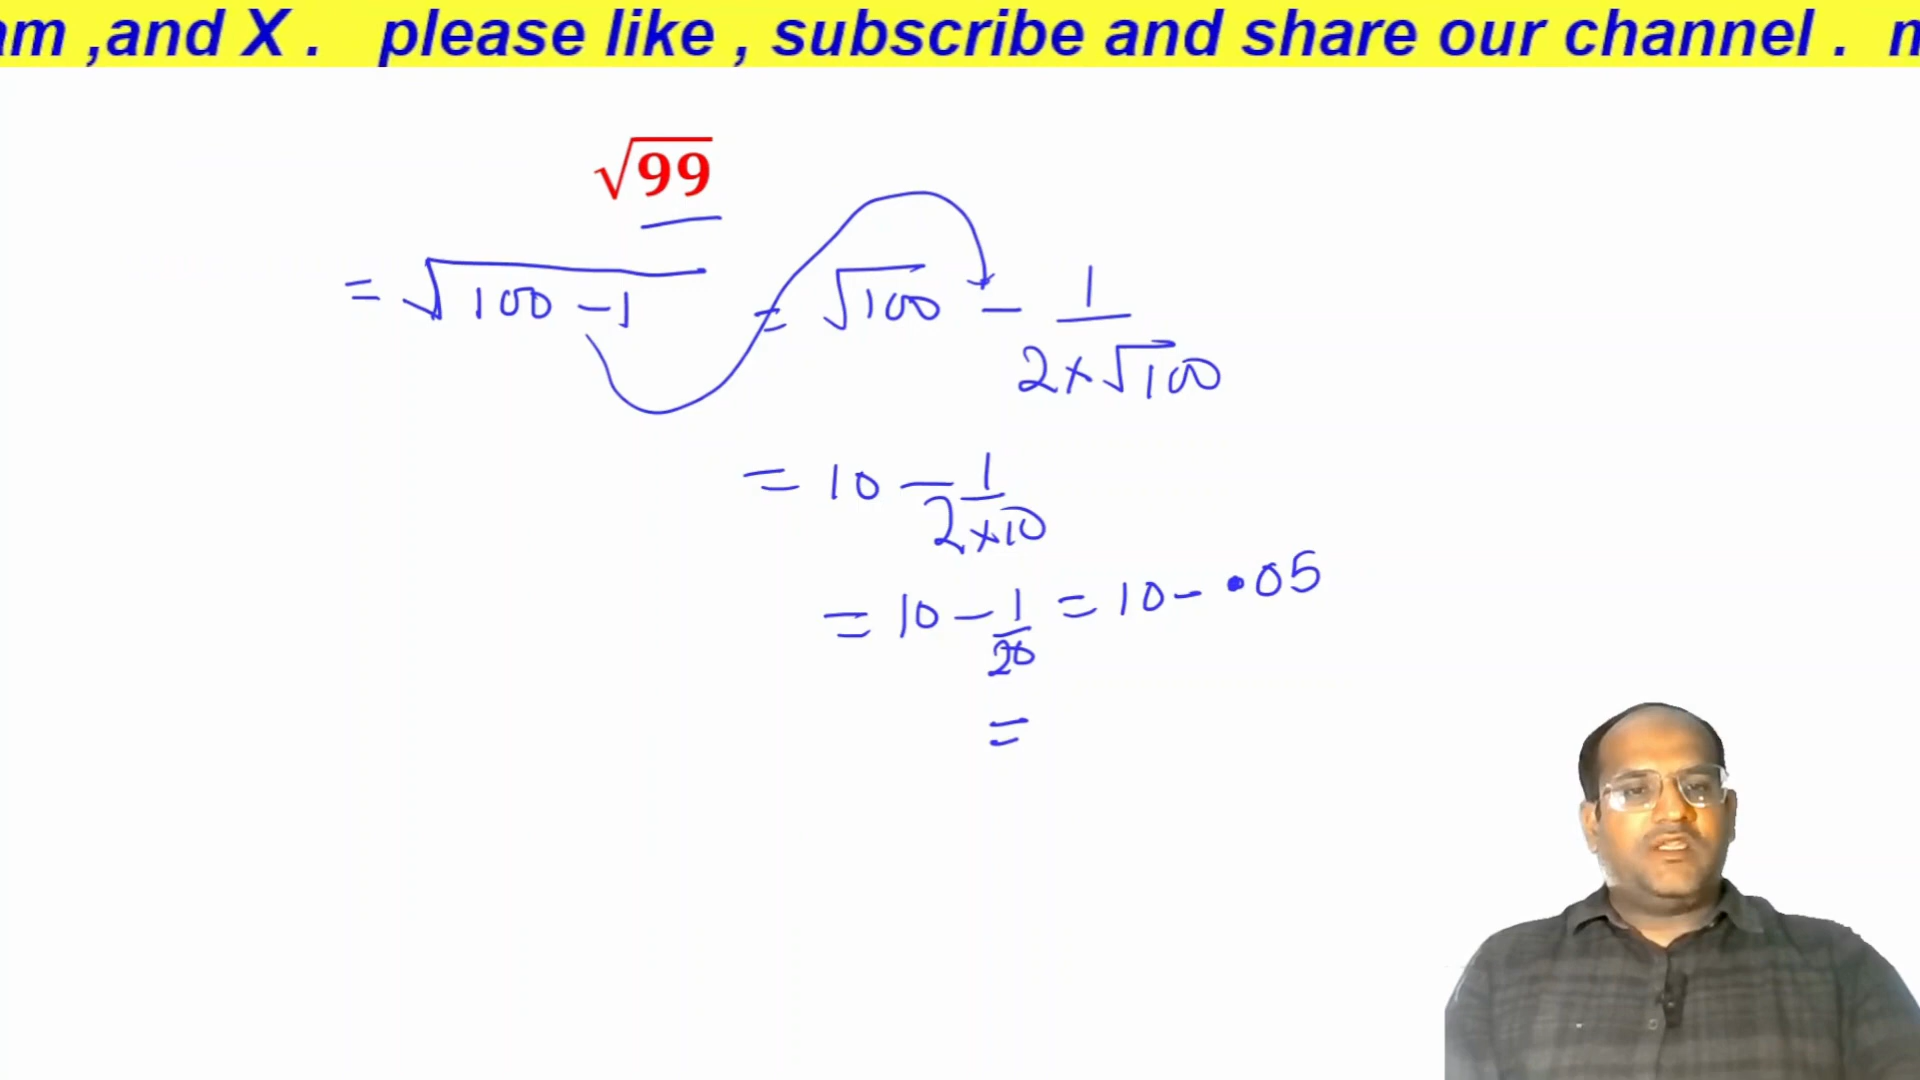 am ,and X .   please like , subscribe and share our channel .
√99
= √(100 - 1) = √100 - 1/(2×√100)
= 10 - 1/(2×10)
= 10 - 1/20 = 10 - .05
=